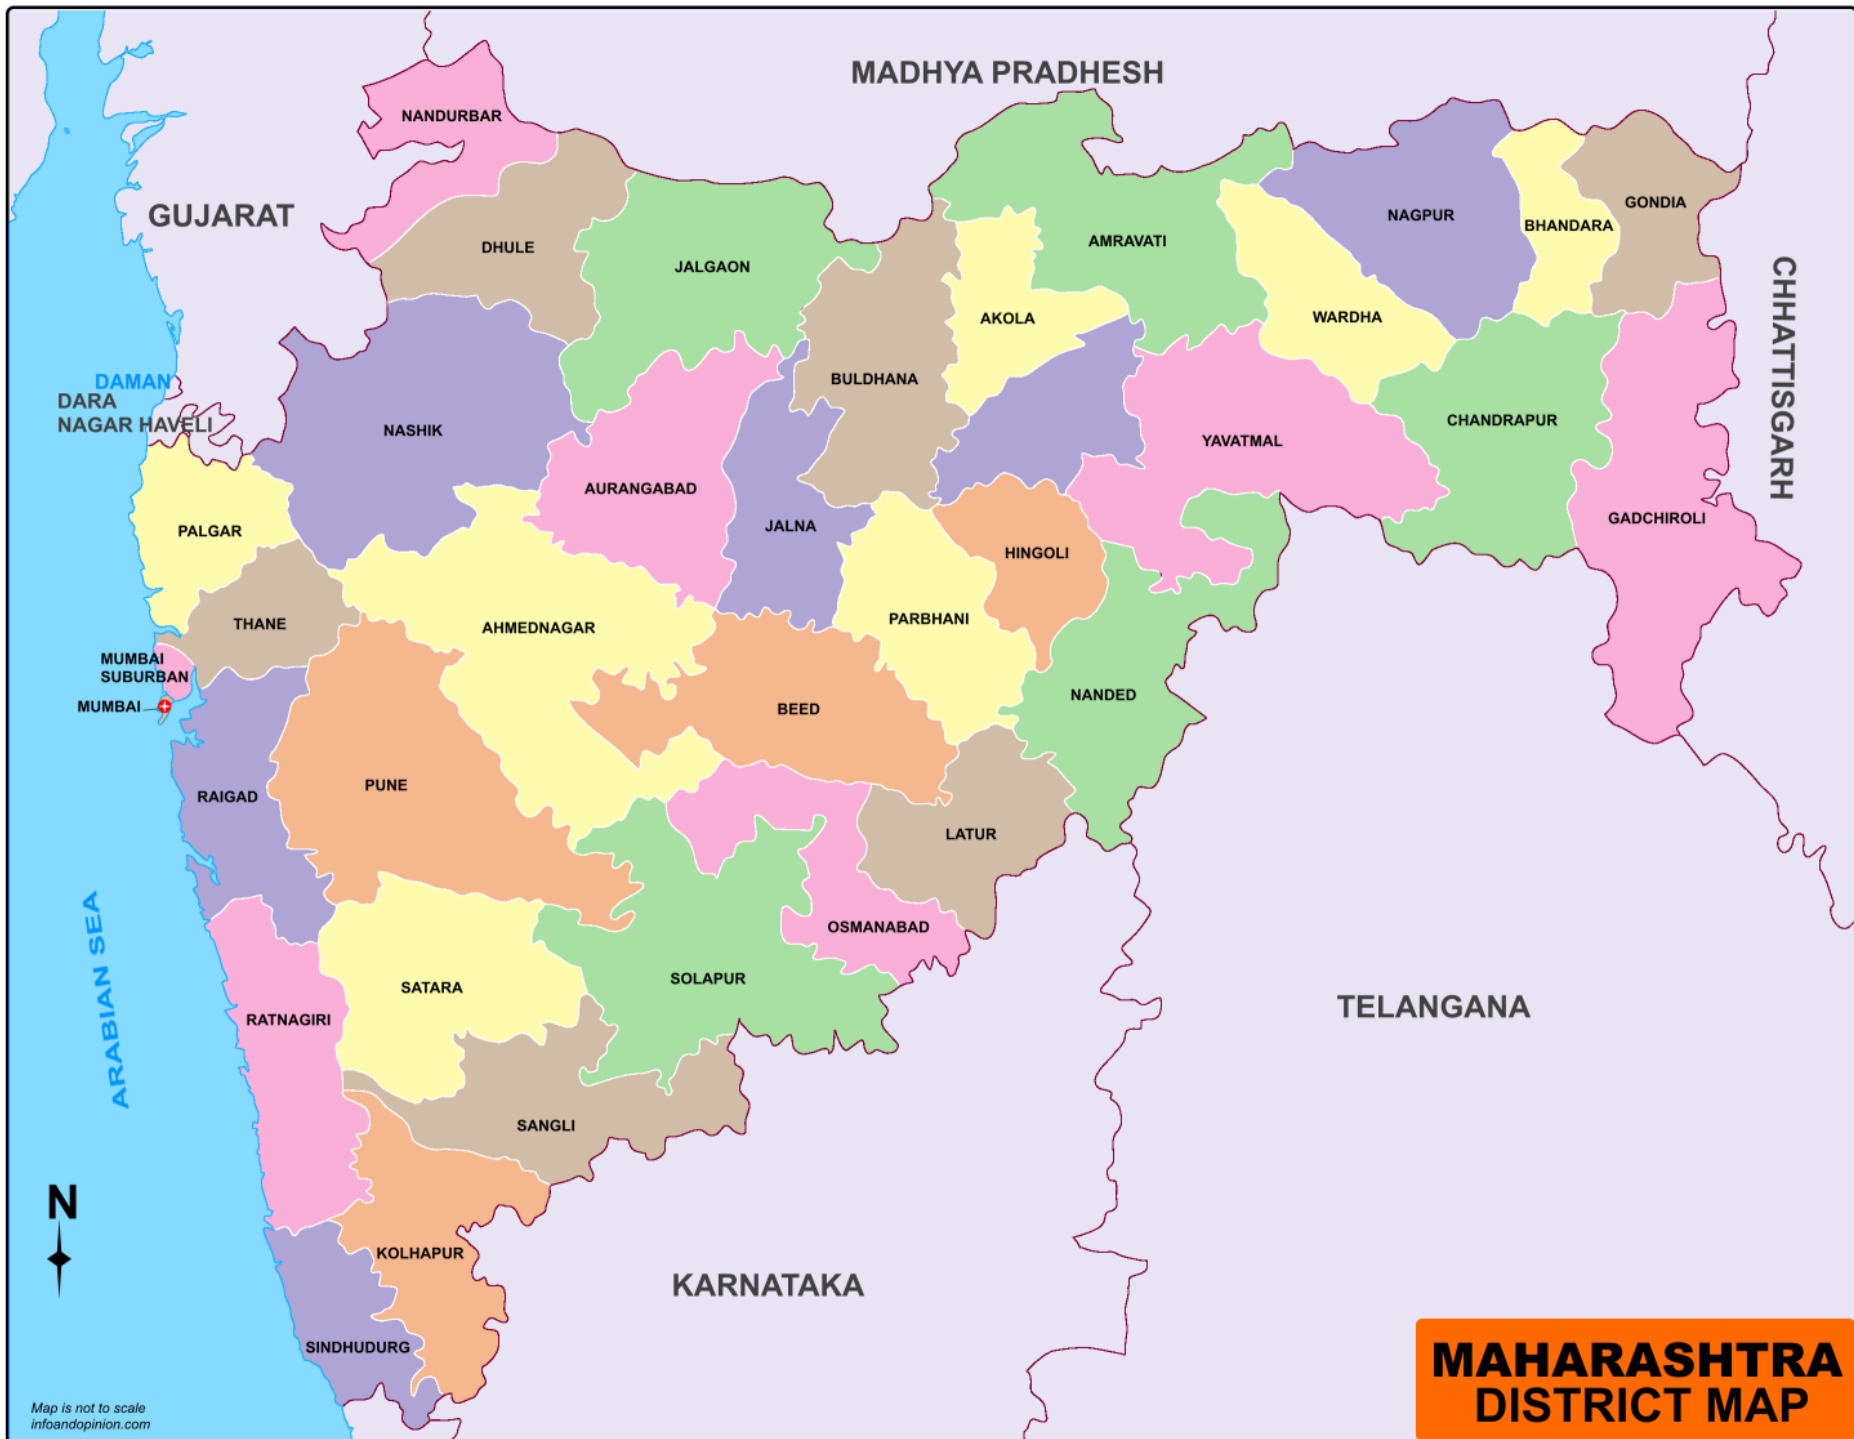 MADHYA PRADESH
NANDURBAR
GUJARAT
DHULE
JALGAON
AMRAVATI
NAGPUR
BHANDARA
GONDIA
CHHATTISGARH
AKOLA
WARDHA
BULDHANA
DAMAN
DARA
NAGAR HAVELI
NASHIK
CHANDRAPUR
YAVATMAL
AURANGABAD
JALNA
GADCHIROLI
PALGAR
HINGOLI
THANE
AHMEDNAGAR
PARBHANI
MUMBAI
SUBURBAN
MUMBAI
NANDED
BEED
PUNE
RAIGAD
LATUR
OSMANABAD
ARABIAN SEA
SATARA
SOLAPUR
RATNAGIRI
TELANGANA
SANGLI
N
KOLHAPUR
KARNATAKA
SINDHUDURG
MAHARASHTRA
DISTRICT MAP
Map is not to scale
infoandopinion.com